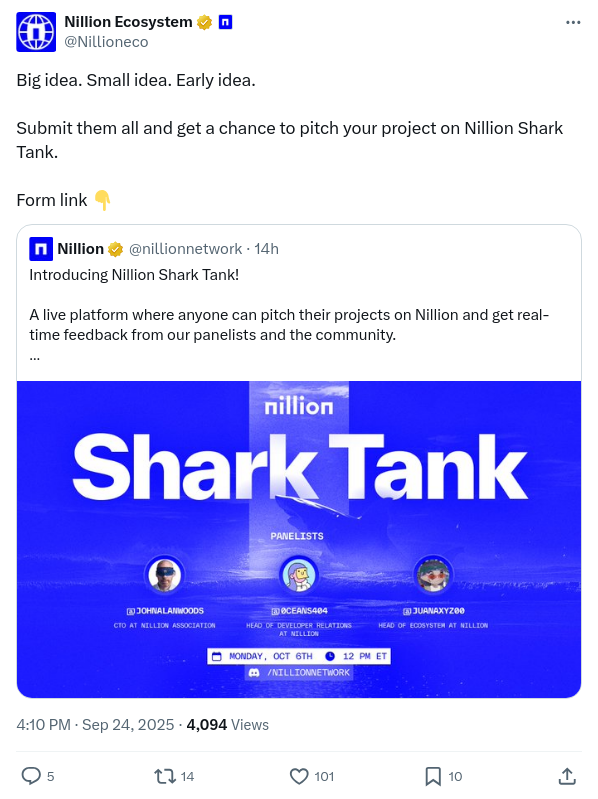 Nillion Ecosystem
@Nillioneco
Big idea. Small idea. Early idea.
Submit them all and get a chance to pitch your project on Nillion Shark
Tank.
Form link 👇
Nillion @nillionnetwork · 14h
Introducing Nillion Shark Tank!
A live platform where anyone can pitch their projects on Nillion and get real-
time feedback from our panelists and the community.
...
nillion
Shark Tank
PANELISTS
JOHNALANWOODS
CTO AT NILLION ASSOCIATION
0CEANS404
HEAD OF DEVELOPER RELATIONS
AT NILLION
JUANAXYZ00
HEAD OF ECOSYSTEM AT NILLION
MONDAY, OCT 6TH 12 PM ET
/NILLIONNETWORK
4:10 PM · Sep 24, 2025 · 4,094 Views
5 14 101 10